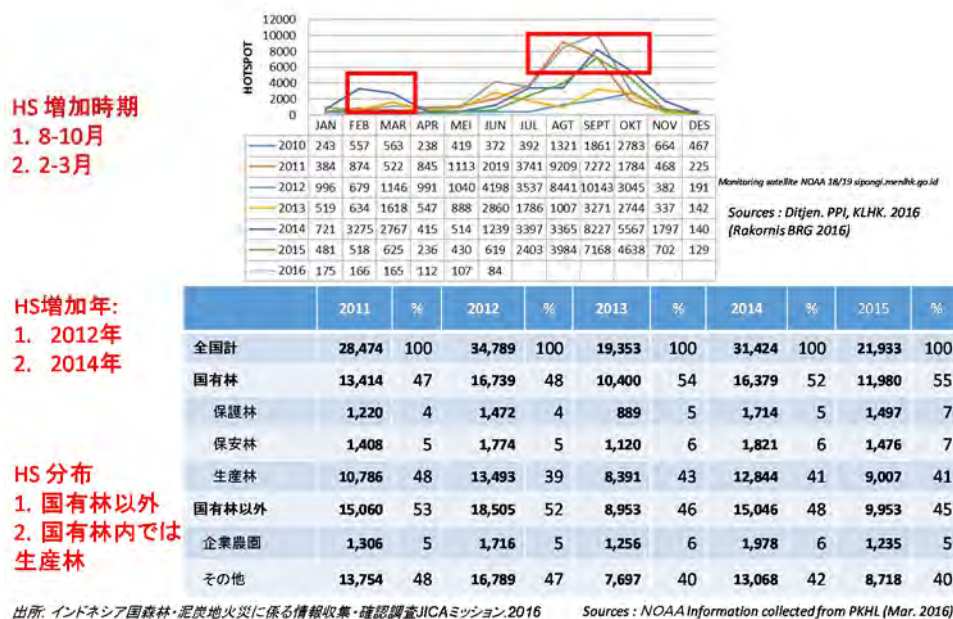 HOTSPOT
12000
10000
8000
6000
4000
2000
0
JAN FEB MAR APR MEI JUN JUL AGT SEPT OKT NOV DES
2010 243 557 563 238 419 372 392 1321 1861 2783 664 467
2011 384 874 522 845 1113 2019 3741 9209 7272 1784 468 225
2012 996 679 1146 991 1040 4198 3537 8441 10143 3045 382 191
2013 519 634 1618 547 888 2860 1786 1007 3271 2744 337 142
2014 721 3275 2767 415 514 1239 3397 3365 8227 5567 1797 140
2015 481 518 625 236 430 619 2403 3984 7168 4638 702 129
2016 175 166 165 112 107 84
HS 増加時期
1. 8-10月
2. 2-3月
Monitoring satellite NOAA 18/19 sipongi.menlhk.go.id
Sources : Ditjen. PPI, KLHK. 2016
(Rakornis BRG 2016)
HS増加年:
1. 2012年
2. 2014年
HS 分布
1. 国有林以外
2. 国有林内では
生産林
2011 % 2012 % 2013 % 2014 % 2015 %
全国計 28,474 100 34,789 100 19,353 100 31,424 100 21,933 100
国有林 13,414 47 16,739 48 10,400 54 16,379 52 11,980 55
保護林 1,220 4 1,472 4 889 5 1,714 5 1,497 7
保安林 1,408 5 1,774 5 1,120 6 1,821 6 1,476 7
生産林 10,786 48 13,493 39 8,391 43 12,844 41 9,007 41
国有林以外 15,060 53 18,505 52 8,953 46 15,046 48 9,953 45
企業農園 1,306 5 1,716 5 1,256 6 1,978 6 1,235 5
その他 13,754 48 16,789 47 7,697 40 13,068 42 8,718 40
出所: インドネシア国森林・泥炭地火災に係る情報収集・確認調査JICAミッション.2016
Sources : NOAA Information collected from PKHL (Mar. 2016)